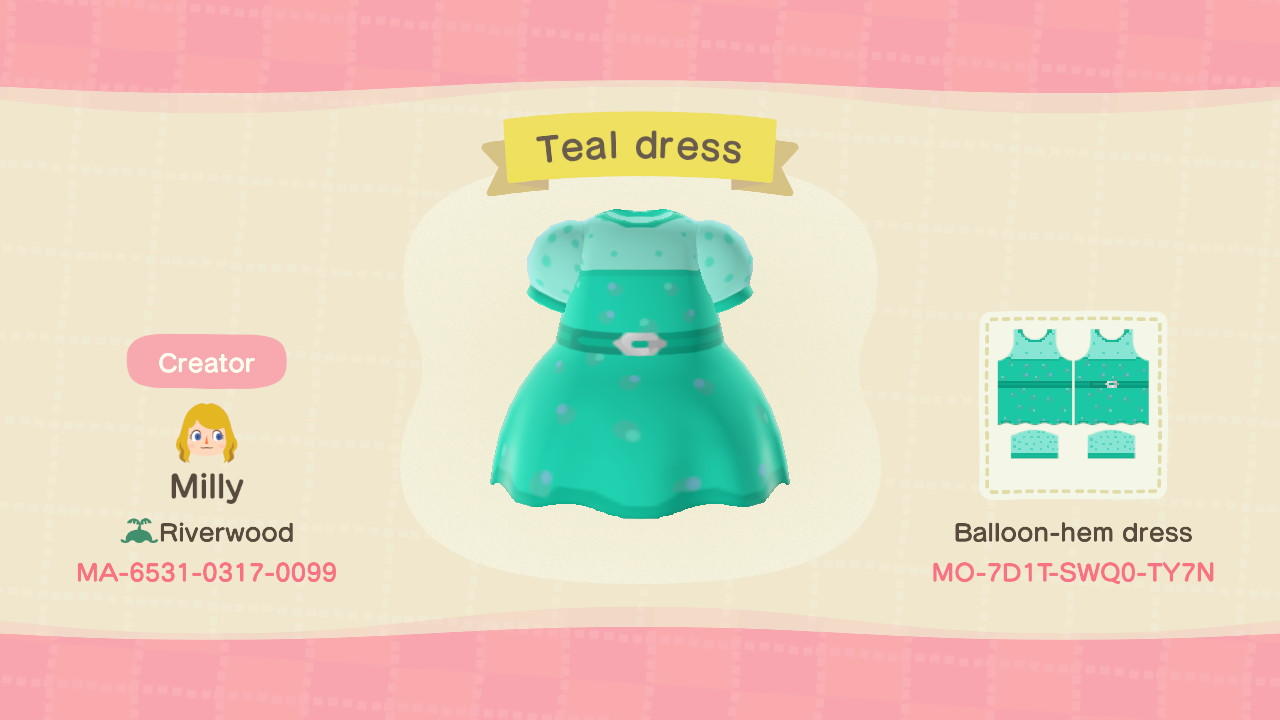 Teal dress
Creator
Milly
Riverwood
MA-6531-0317-0099
Balloon-hem dress
MO-7D1T-SWQ0-TY7N